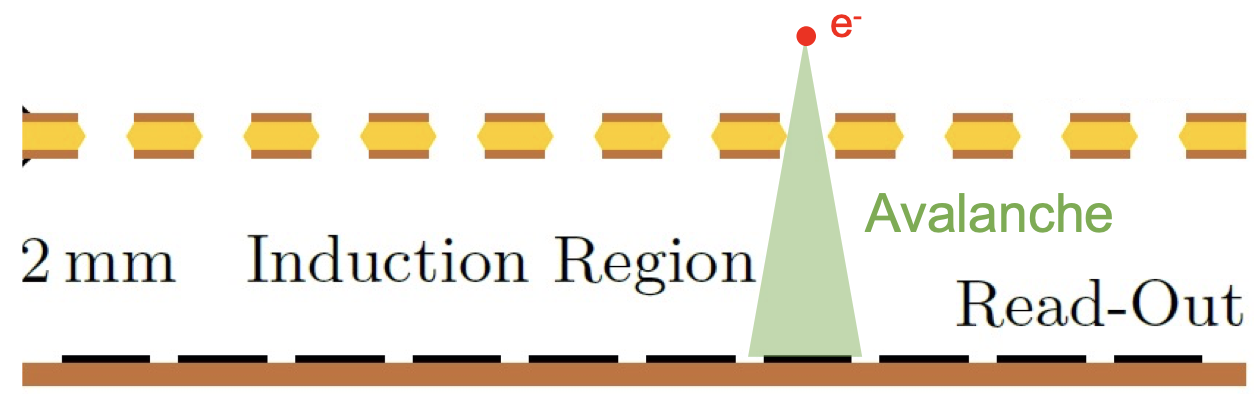 e-
Avalanche
2 mm
Induction Region
Read-Out